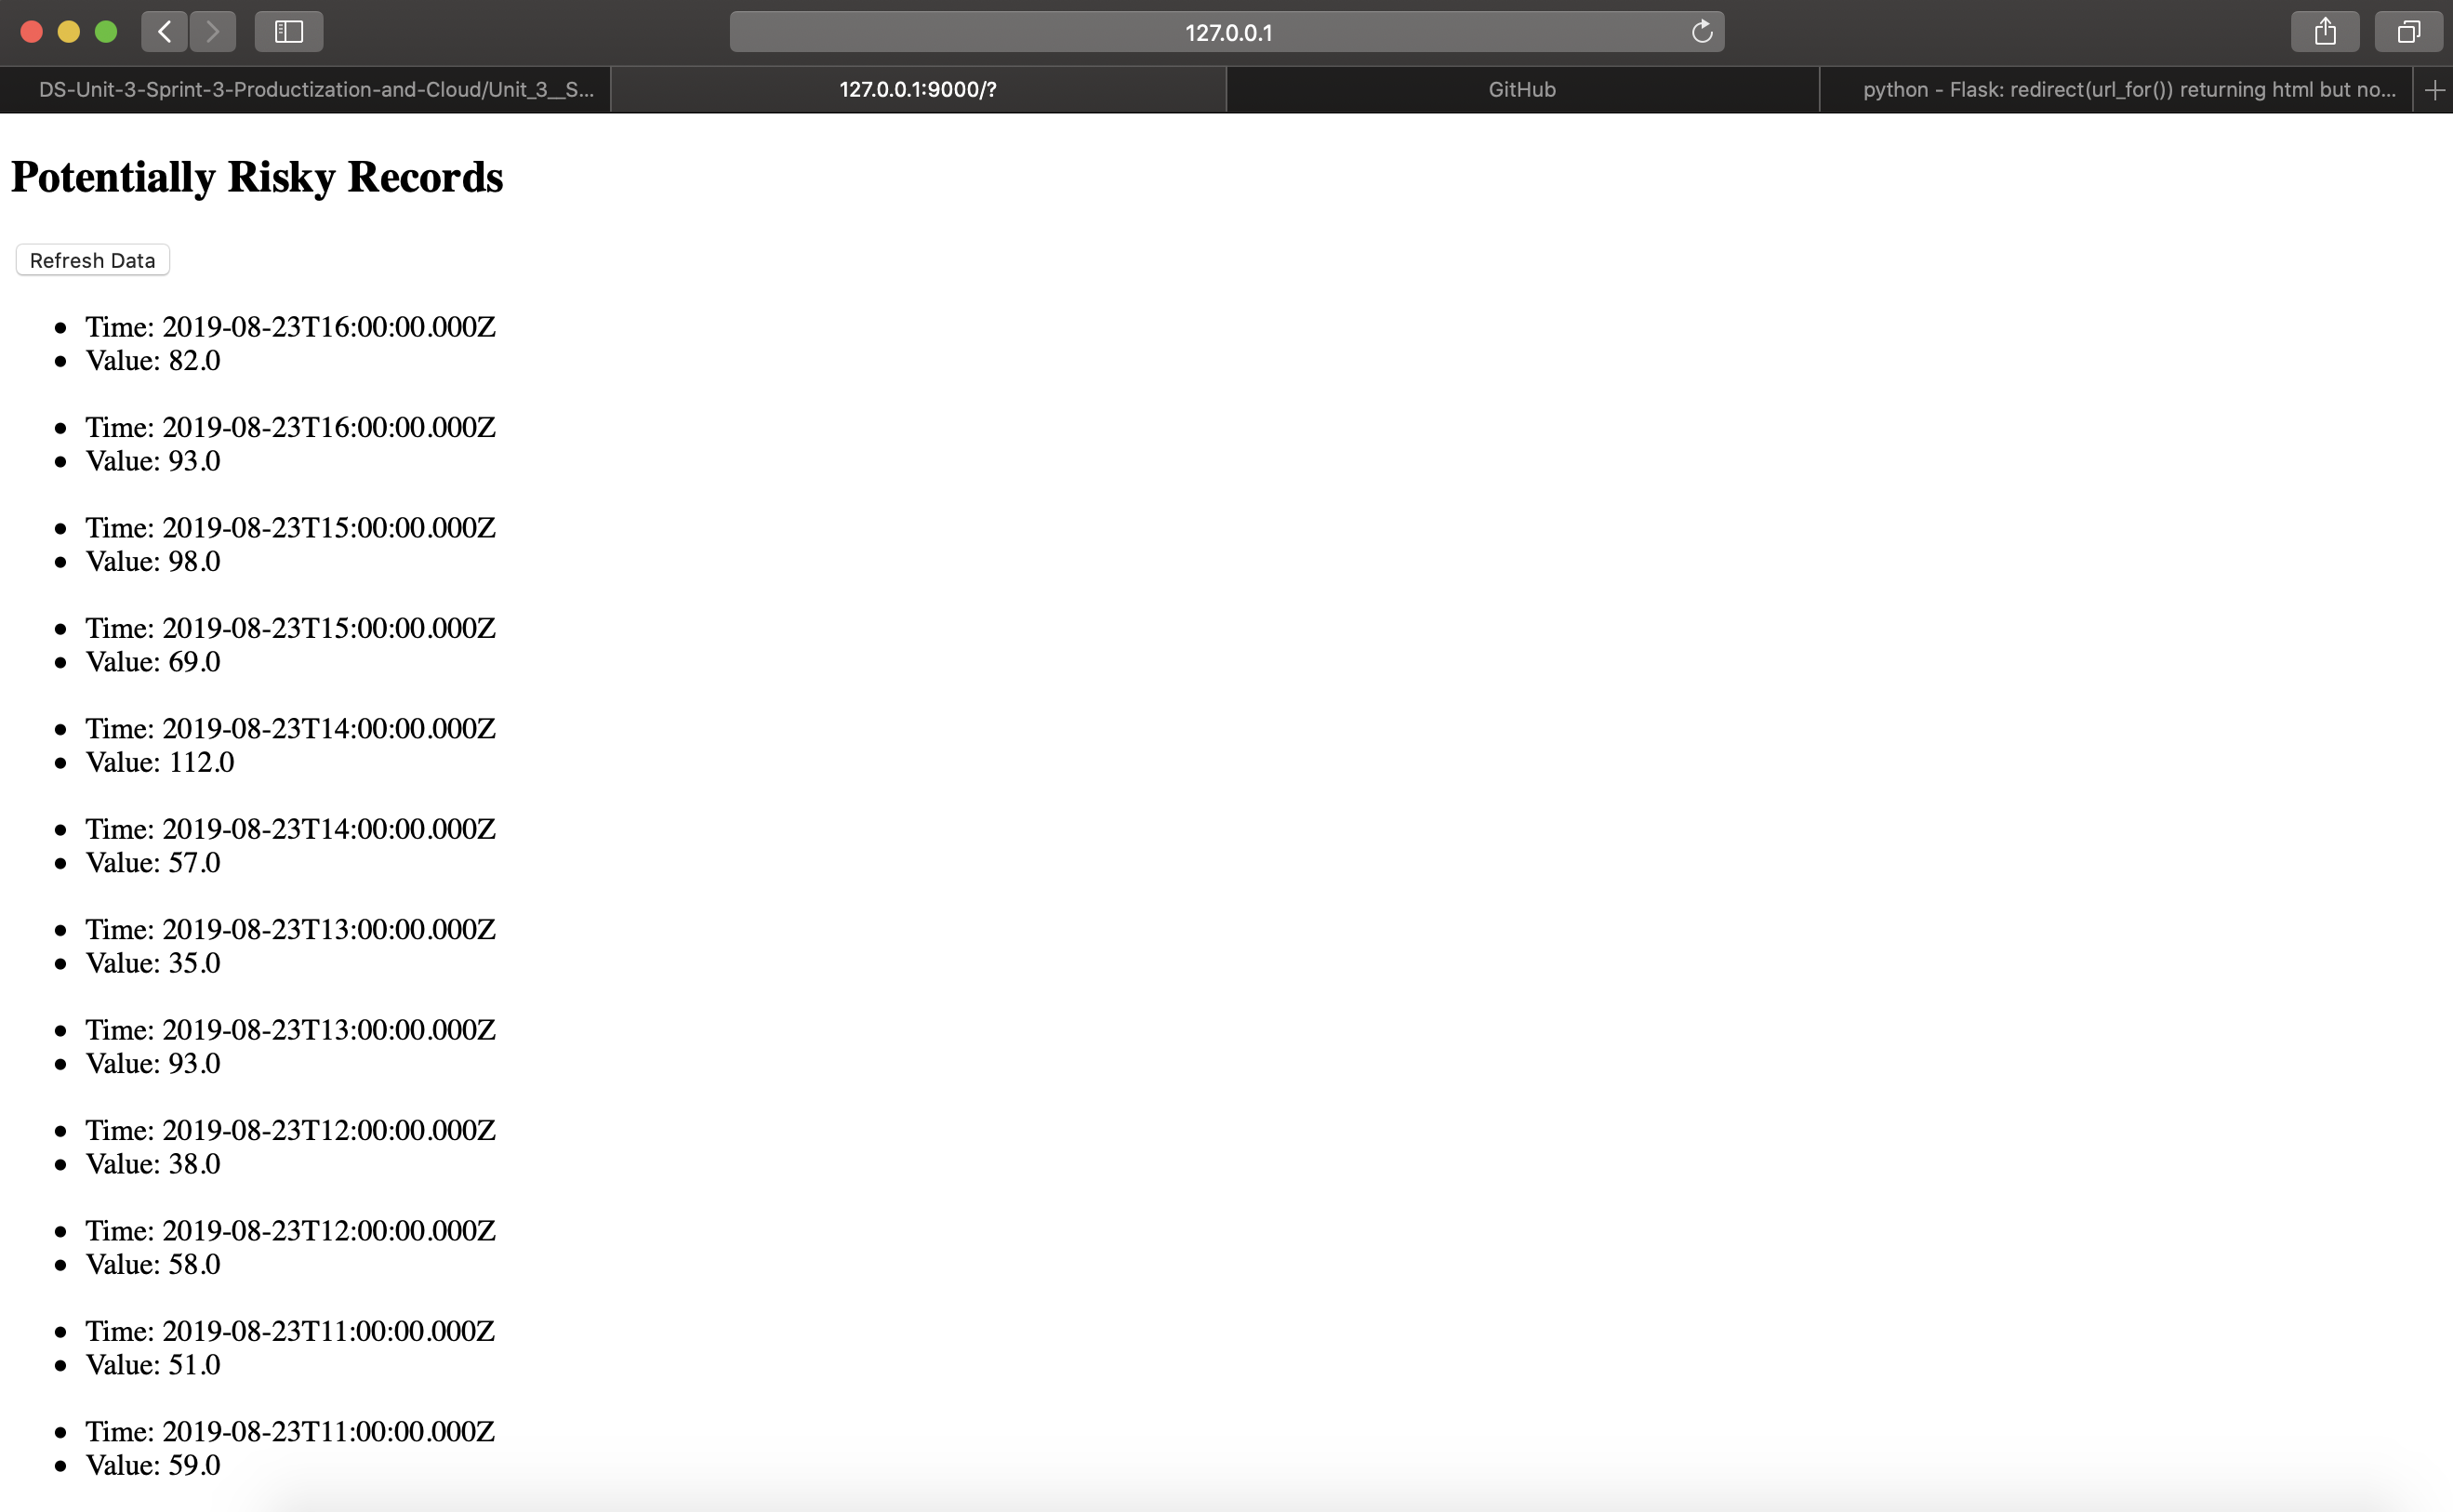 127.0.0.1
DS-Unit-3-Sprint-3-Productization-and-Cloud/Unit_3__S...
127.0.0.1:9000/?
GitHub
python - Flask: redirect(url_for()) returning html but no...
Potentially Risky Records
Refresh Data
Time: 2019-08-23T16:00:00.000Z
Value: 82.0
Time: 2019-08-23T16:00:00.000Z
Value: 93.0
Time: 2019-08-23T15:00:00.000Z
Value: 98.0
Time: 2019-08-23T15:00:00.000Z
Value: 69.0
Time: 2019-08-23T14:00:00.000Z
Value: 112.0
Time: 2019-08-23T14:00:00.000Z
Value: 57.0
Time: 2019-08-23T13:00:00.000Z
Value: 35.0
Time: 2019-08-23T13:00:00.000Z
Value: 93.0
Time: 2019-08-23T12:00:00.000Z
Value: 38.0
Time: 2019-08-23T12:00:00.000Z
Value: 58.0
Time: 2019-08-23T11:00:00.000Z
Value: 51.0
Time: 2019-08-23T11:00:00.000Z
Value: 59.0